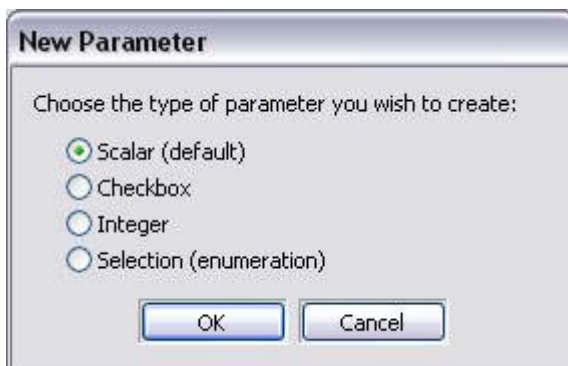 New Parameter
Choose the type of parameter you wish to create:
Scalar (default)
Checkbox
Integer
Selection (enumeration)
OK Cancel